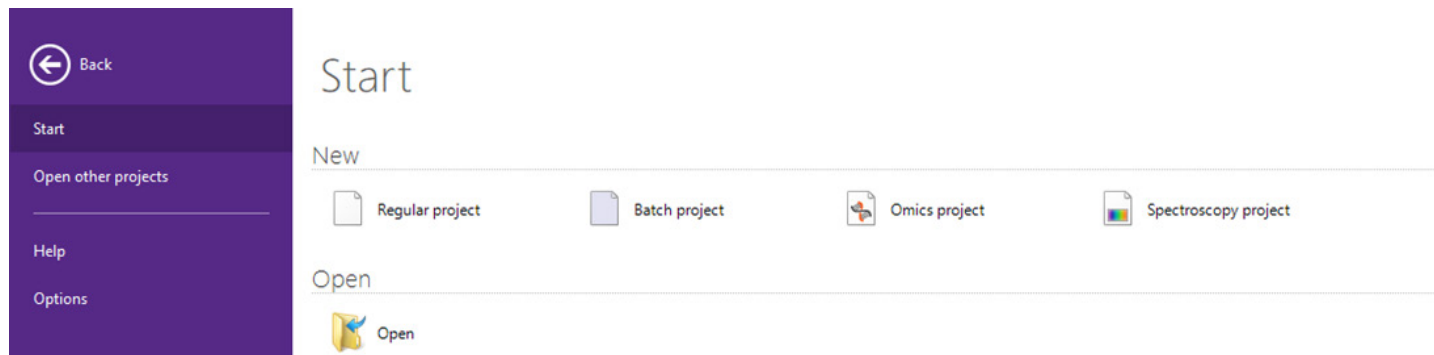 Back
Start
Open other projects
Help
Options
Start
New
Regular project
Batch project
Omics project
Spectroscopy project
Open
Open